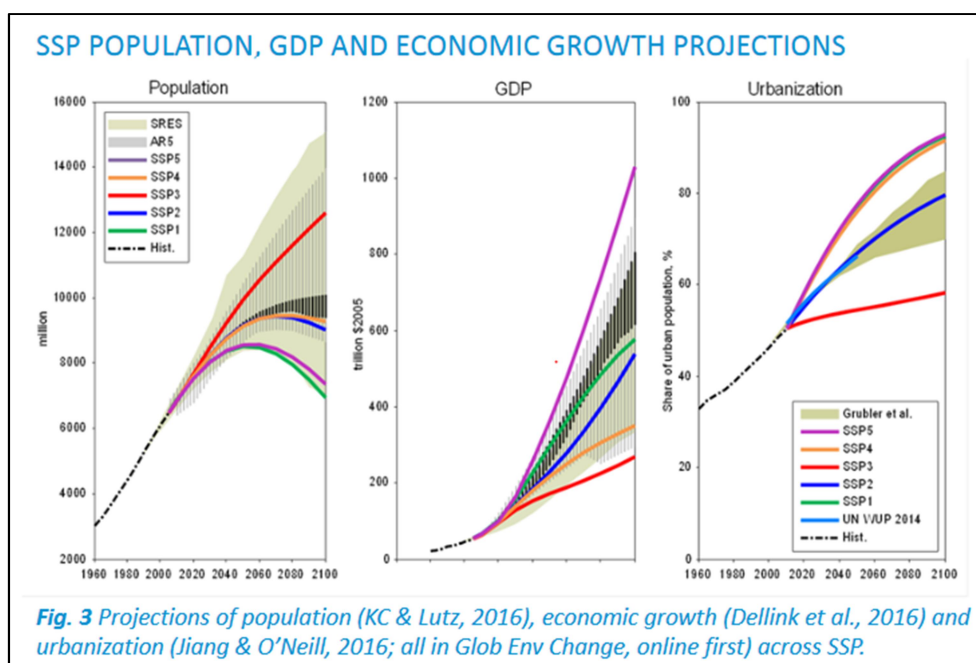 SSP POPULATION, GDP AND ECONOMIC GROWTH PROJECTIONS
Population
16000
14000
12000
10000
8000
6000
4000
2000
million
SRES
AR5
SSP5
SSP4
SSP3
SSP2
SSP1
Hist.
1960 1980 2000 2020 2040 2060 2080 2100
GDP
1200
1000
800
600
400
200
0
trillion $2005
Urbanization
100
80
60
40
20
0
Share of urban population, %
Grubler et al.
SSP5
SSP4
SSP3
SSP2
SSP1
UN WUP 2014
Hist.
1960 1980 2000 2020 2040 2060 2080 2100
Fig. 3 Projections of population (KC & Lutz, 2016), economic growth (Dellink et al., 2016) and
urbanization (Jiang & O’Neill, 2016; all in Glob Env Change, online first) across SSP.